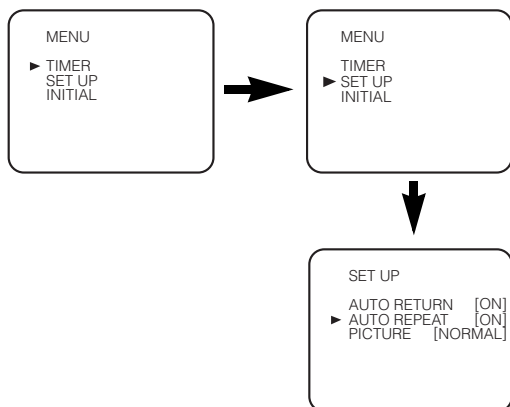 MENU
► TIMER
SET UP
INITIAL
MENU
TIMER
► SET UP
INITIAL
SET UP
AUTO RETURN [ON]
► AUTO REPEAT [ON]
PICTURE [NORMAL]